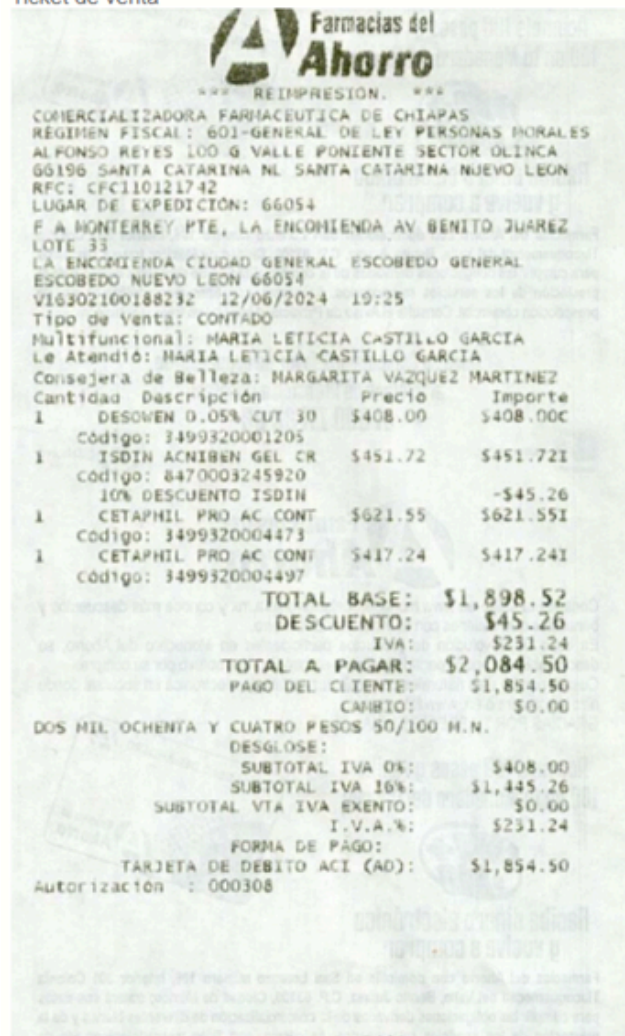 Ticket de venta
Farmacias del
Ahorro
*** REIMPRESION. ***
COMERCIALIZADORA FARMACEUTICA DE CHIAPAS
REGIMEN FISCAL: 601-GENERAL DE LEY PERSONAS MORALES
ALFONSO REYES 100 G VALLE PONIENTE SECTOR OLINCA
66196 SANTA CATARINA NL SANTA CATARINA NUEVO LEON
RFC: CFC110121742
LUGAR DE EXPEDICIÓN: 66054
F A MONTERREY PTE, LA ENCOMIENDA AV BENITO JUAREZ
LOTE 33
LA ENCOMIENDA CIUDAD GENERAL ESCOBEDO GENERAL
ESCOBEDO NUEVO LEON 66054
V16302100188232 12/06/2024 19:25
Tipo de Venta: CONTADO
Multifuncional: MARIA LETICIA CASTILLO GARCIA
Le Atendió: MARIA LETICIA CASTILLO GARCIA
Consejera de Belleza: MARGARITA VAZQUEZ MARTINEZ
Cantidad Descripción Precio Importe
1 DESOWEN 0.05% CUT 30 $408.00 $408.00C
Código: 3499320001205
1 ISDIN ACNIBEN GEL CR $451.72 $451.72I
Código: 8470003245920
10% DESCUENTO ISDIN -$45.26
1 CETAPHIL PRO AC CONT $621.55 $621.55I
Código: 3499320004473
1 CETAPHIL PRO AC CONT $417.24 $417.24I
Código: 3499320004497
TOTAL BASE: $1,898.52
DESCUENTO: $45.26
IVA $231.24
TOTAL A PAGAR: $2,084.50
PAGO DEL CLIENTE: $1,854.50
CAMBIO: $0.00
DOS MIL OCHENTA Y CUATRO PESOS 50/100 M.N.
DESGLOSE:
SUBTOTAL IVA 0%: $408.00
SUBTOTAL IVA 16%: $1,445.26
SUBTOTAL VTA IVA EXENTO: $0.00
I.V.A.%: $231.24
FORMA DE PAGO:
TARJETA DE DEBITO ACI (AD): $1,854.50
Autorización : 000308